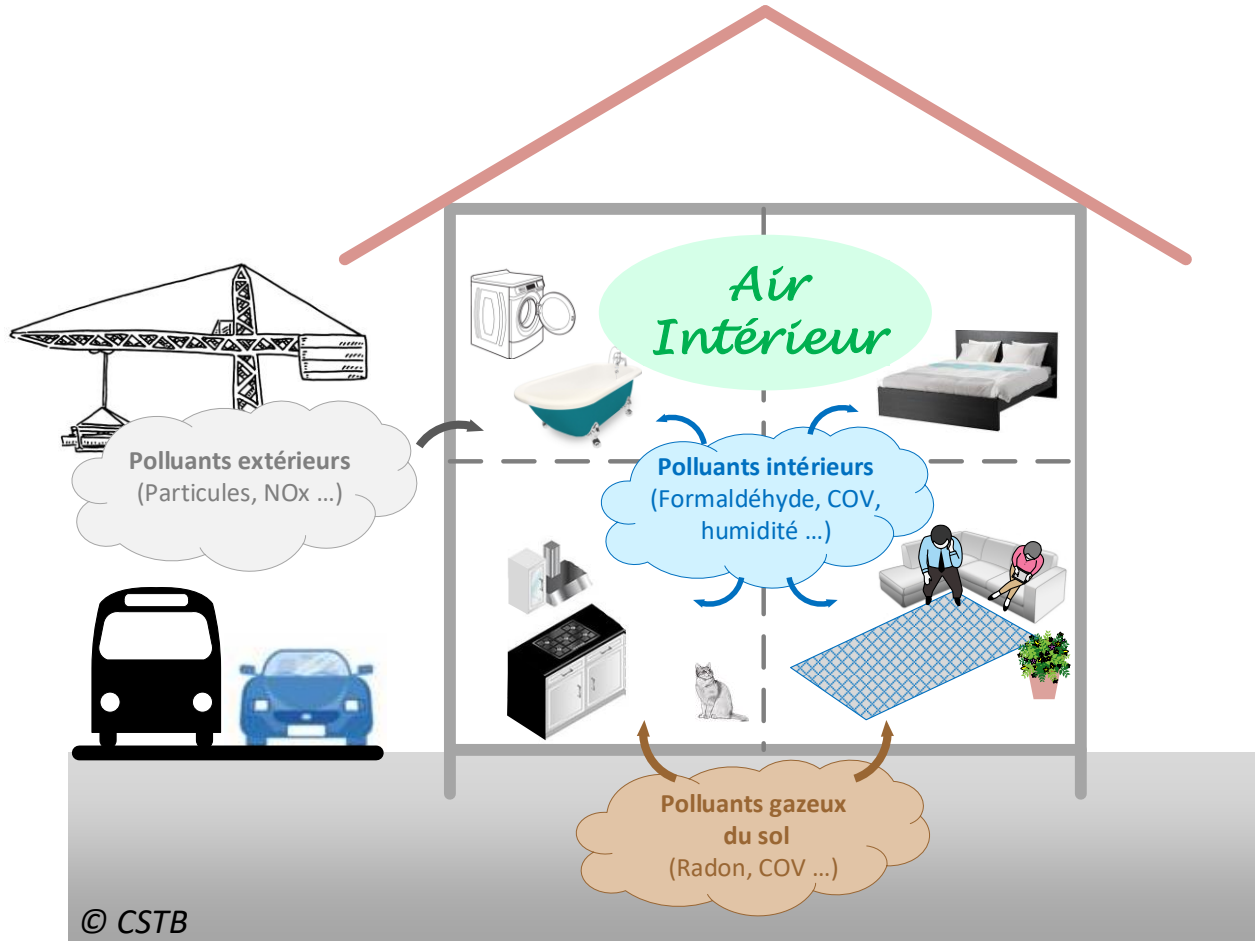 Air
Intérieur
Polluants extérieurs
(Particules, NOx ...)
Polluants intérieurs
(Formaldéhyde, COV,
humidité ...)
Polluants gazeux
du sol
(Radon, COV ...)
© CSTB